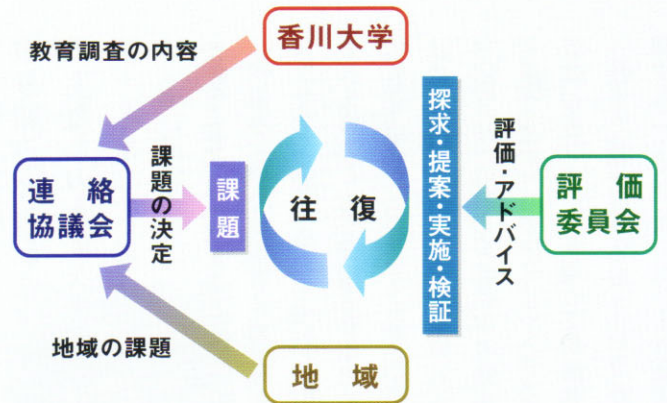 香川大学
教育調査の内容
連絡
協議会
課題の決定
課題
往復
探求・提案・実施・検証
評価・アドバイス
評価
委員会
地域の課題
地域